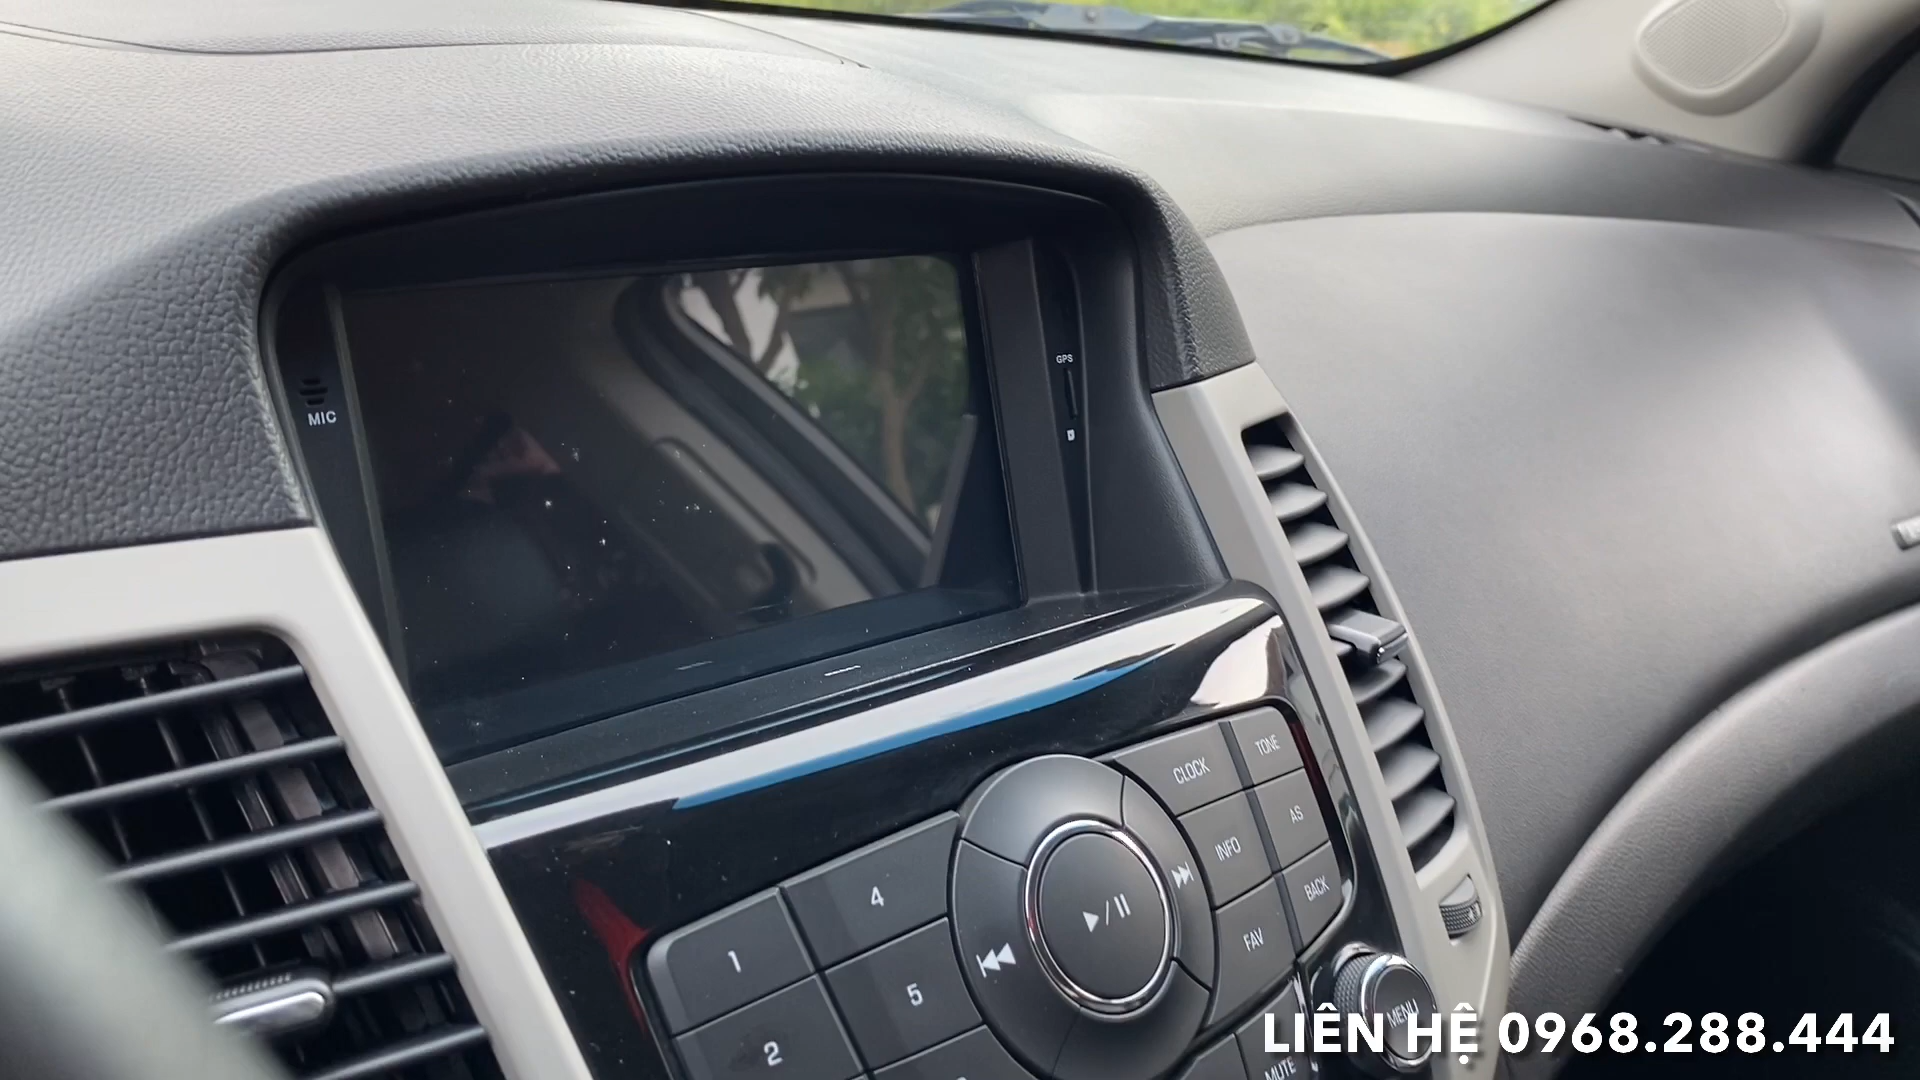 GPS
MIC
CLOCK
TONE
INFO
AS
4
FAV
BACK
1
5
2
MENU
MUTE
LIÊN HỆ 0968.288.444